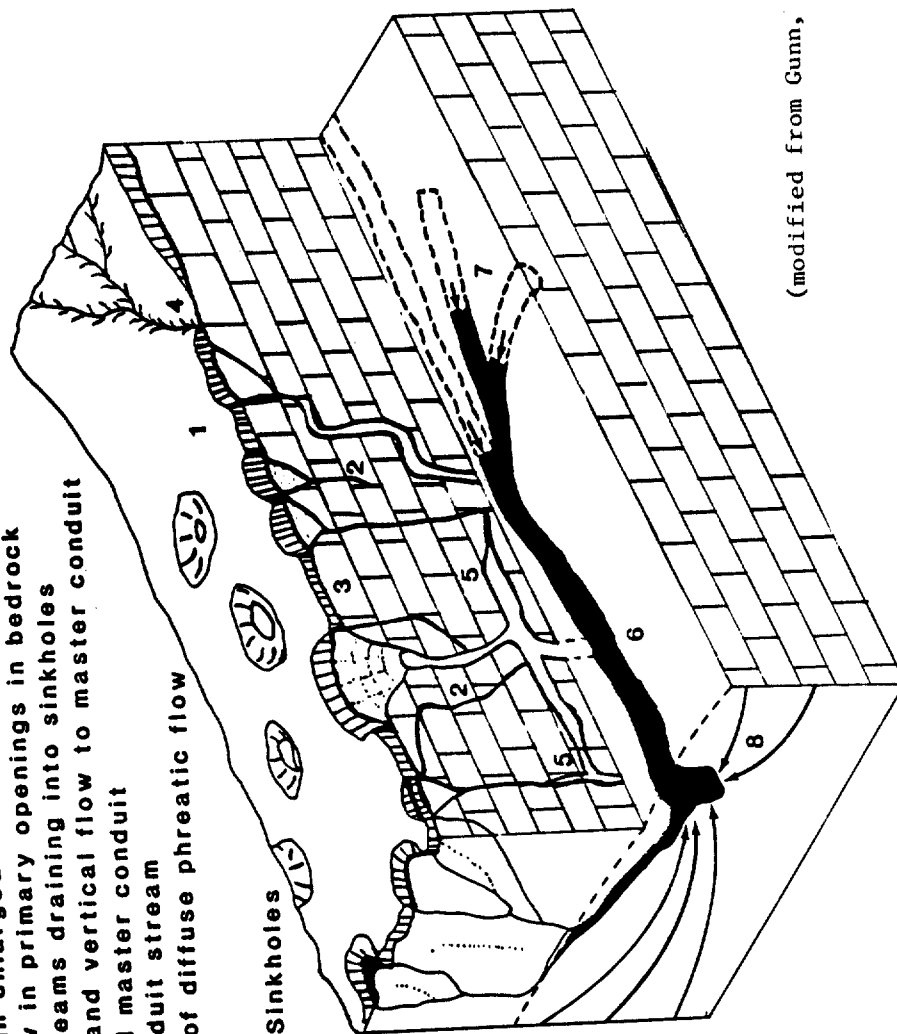 enlarged
in primary openings in bedrock
eams draining into sinkholes
and vertical flow to master conduit
master conduit
duit stream
of diffuse phreatic flow
Sinkholes
1
4
2
3
5
2
7
5
6
8
(modified from Gunn,